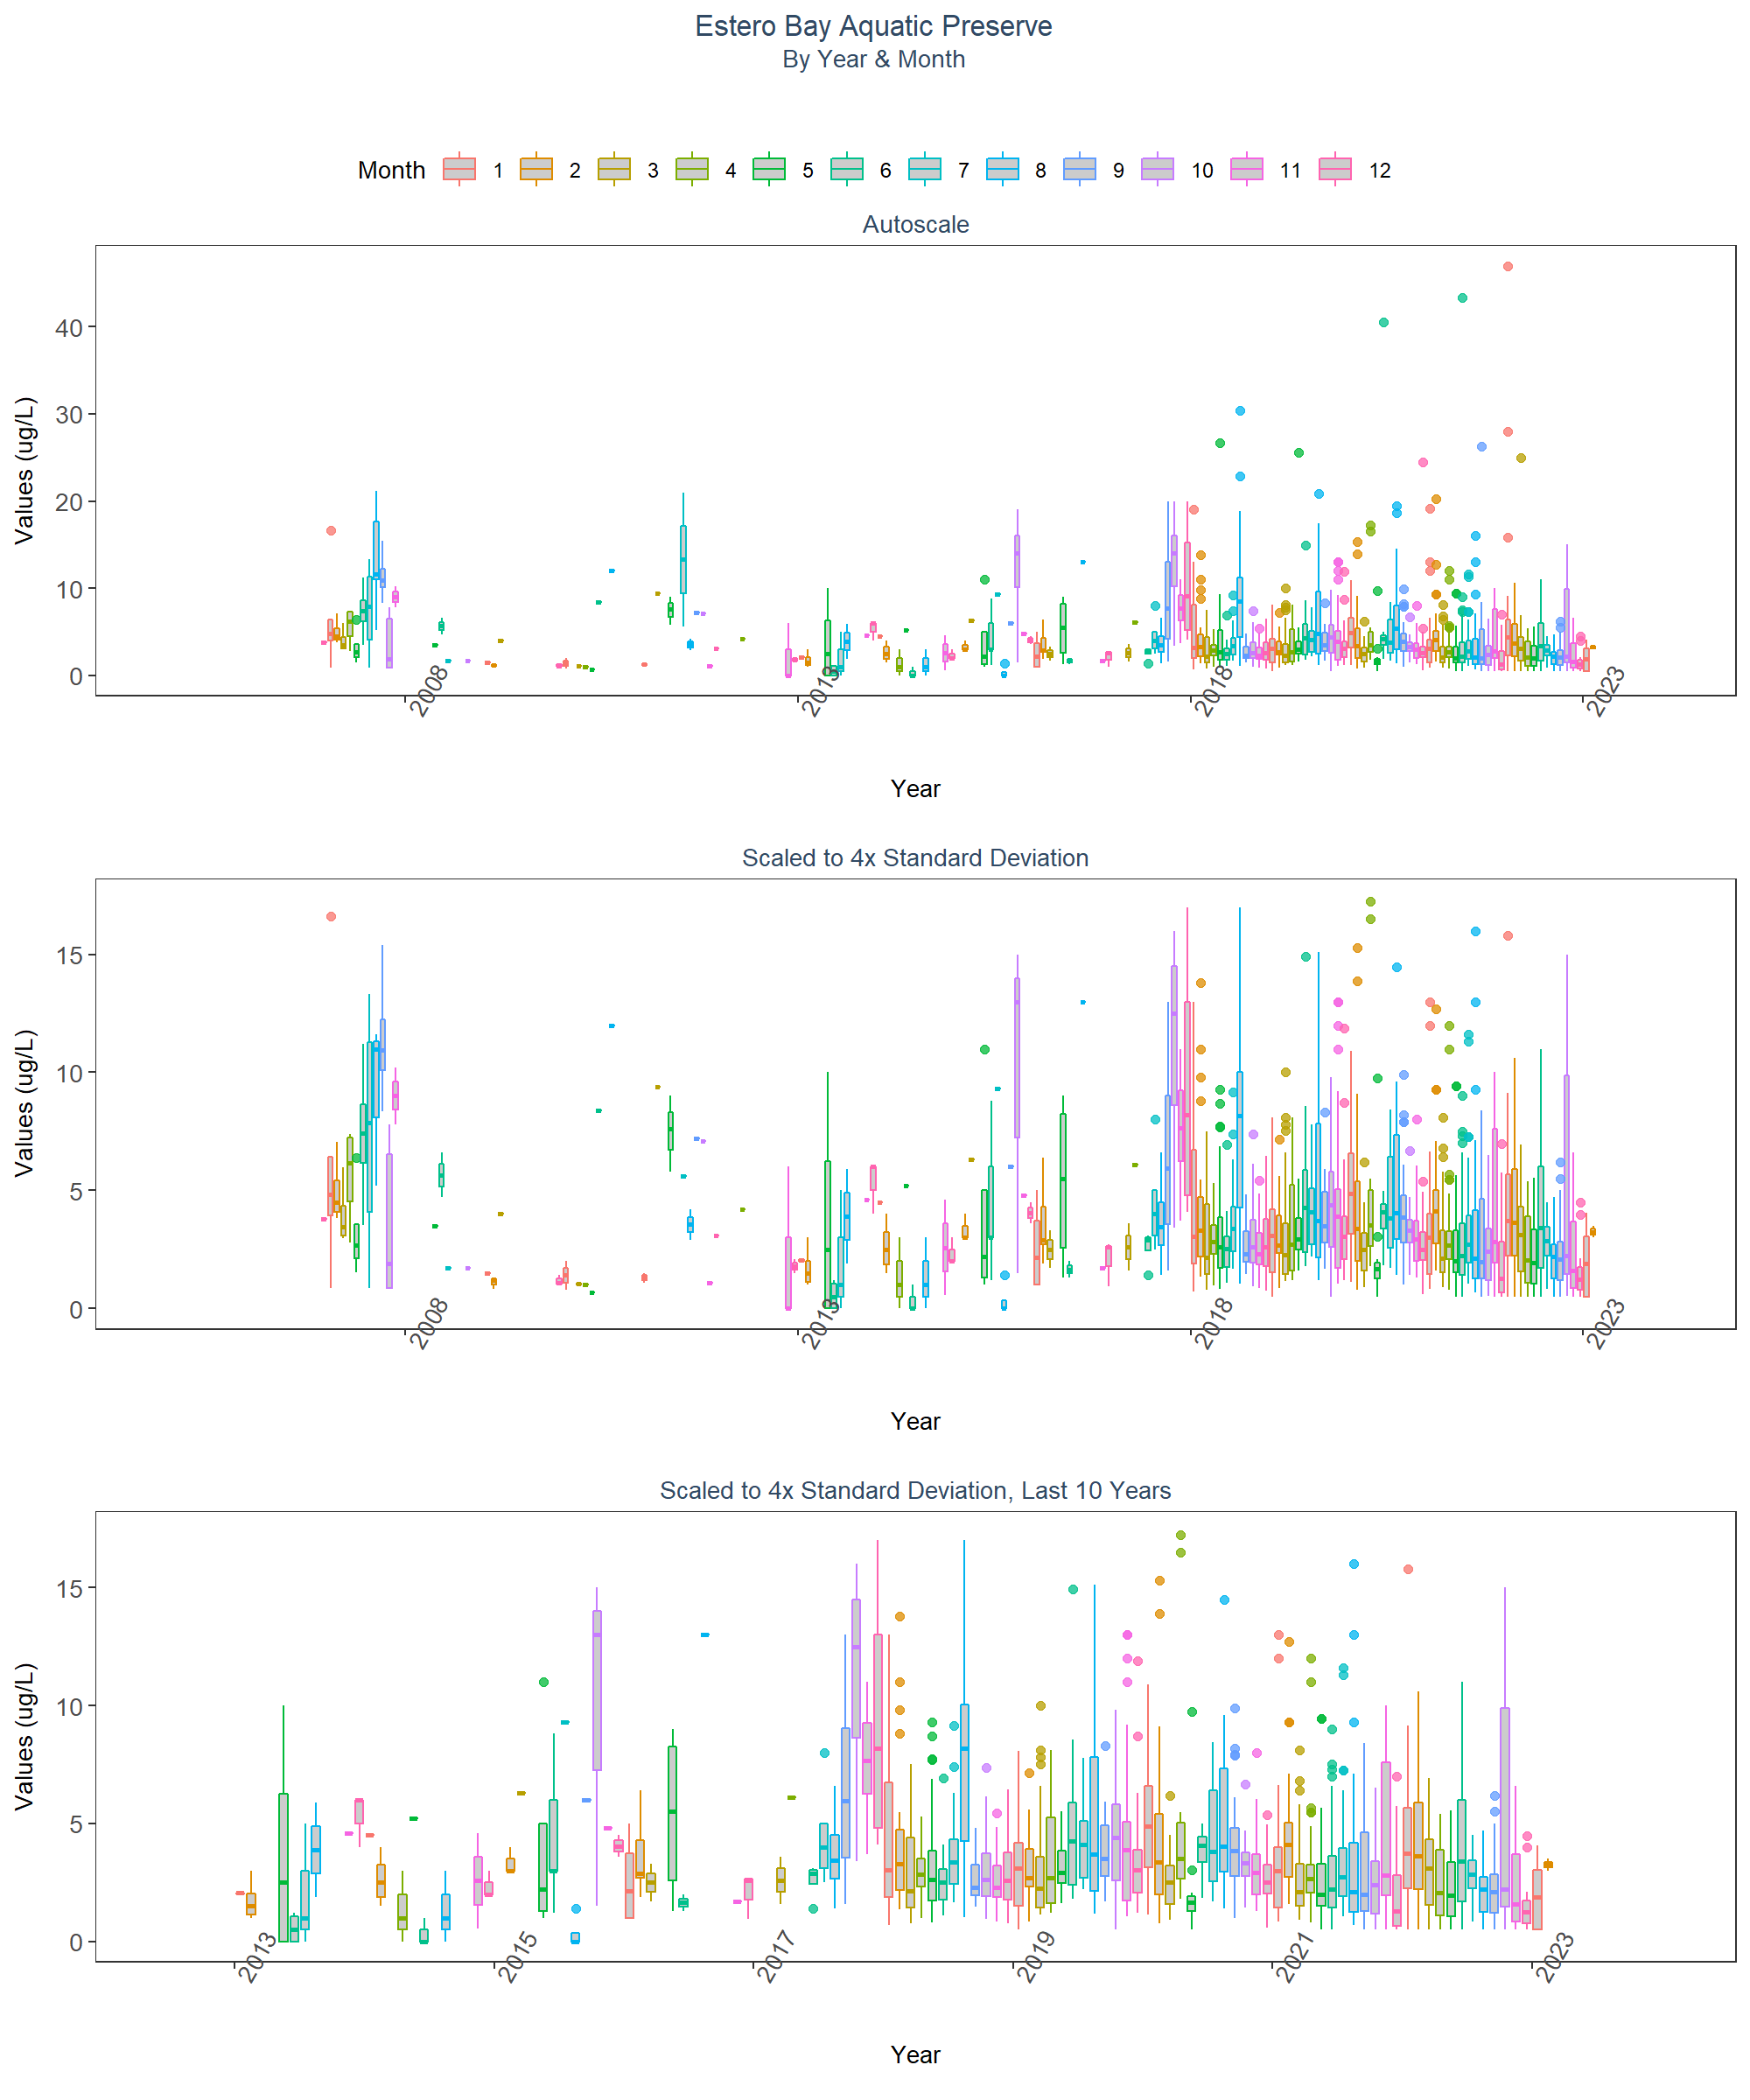 Estero Bay Aquatic Preserve
By Year & Month
Month 1 2 3 4 5 6 7 8 9 10 11 12
Autoscale
Values (ug/L)
40
30
20
10
0
2008 2013 2018 2023
Year
Scaled to 4x Standard Deviation
Values (ug/L)
15
10
5
0
2008 2013 2018 2023
Year
Scaled to 4x Standard Deviation, Last 10 Years
Values (ug/L)
15
10
5
0
2013 2015 2017 2019 2021 2023
Year